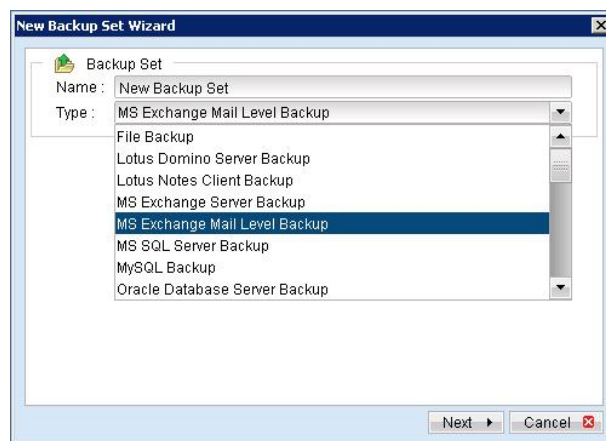 New Backup Set Wizard
Backup Set
Name : New Backup Set
Type : MS Exchange Mail Level Backup
File Backup
Lotus Domino Server Backup
Lotus Notes Client Backup
MS Exchange Server Backup
MS Exchange Mail Level Backup
MS SQL Server Backup
MySQL Backup
Oracle Database Server Backup
Next Cancel